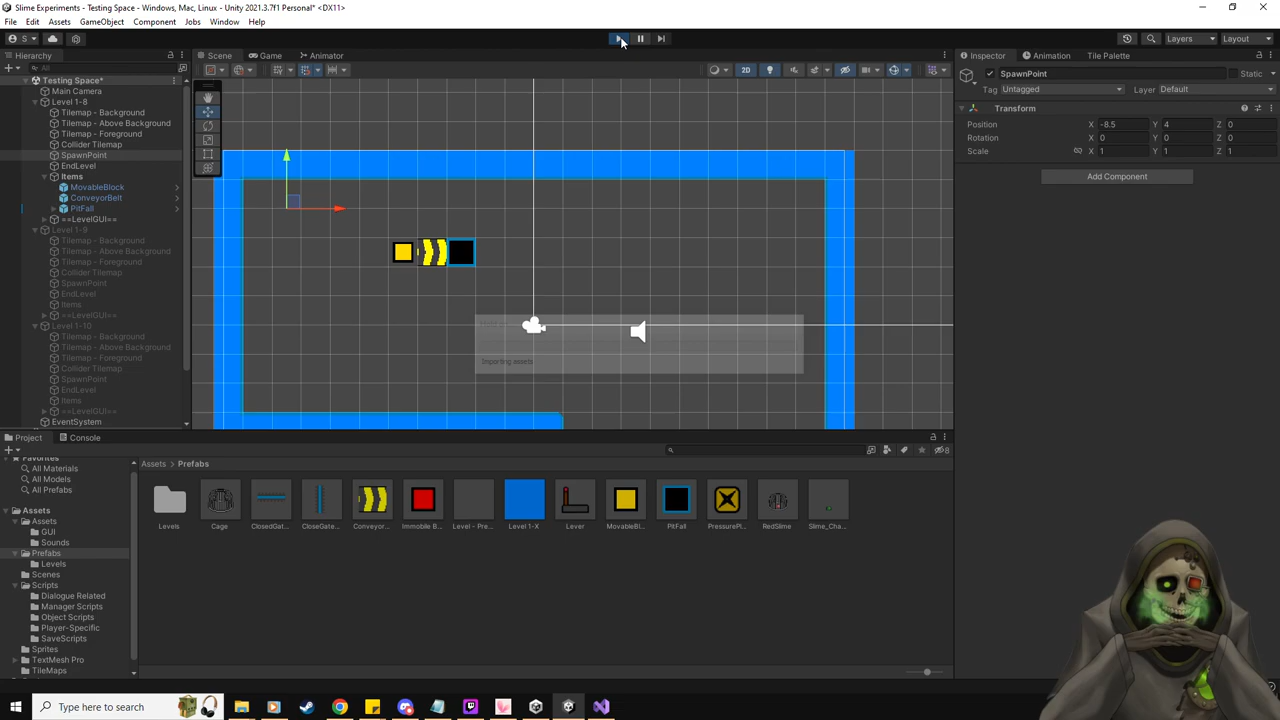 Slime Experiments - Testing Space - Windows, Mac, Linux - Unity 2021.3.7f1 Personal* <DX11>
File Edit Assets GameObject Component Jobs Window Help
S Layers Layout
Hierarchy Scene Game Animator Inspector Animation Tile Palette
All
2D
Testing Space*
Main Camera
Level 1-8
Tilemap - Background
Tilemap - Above Background
Tilemap - Foreground
Collider Tilemap
SpawnPoint
EndLevel
Items
MovableBlock
ConveyorBelt
PitFall
==LevelGUI==
Level 1-9
Tilemap - Background
Tilemap - Above Background
Tilemap - Foreground
Collider Tilemap
SpawnPoint
EndLevel
Items
==LevelGUI==
Level 1-10
Tilemap - Background
Tilemap - Above Background
Tilemap - Foreground
Collider Tilemap
SpawnPoint
EndLevel
Items
==LevelGUI==
EventSystem
Importing assets
SpawnPoint Static
Tag Untagged Layer Default
Transform
Position X -8.5 Y 4 Z 0
Rotation X 0 Y 0 Z 0
Scale X 1 Y 1 Z 1
Add Component
Project Console
8
Favorites
All Materials
All Models
All Prefabs
Assets
Assets
GUI
Sounds
Prefabs
Levels
Scenes
Scripts
Dialogue Related
Manager Scripts
Object Scripts
Player-Specific
SaveScripts
Sprites
TextMesh Pro
TileMaps
Assets > Prefabs
Levels Cage ClosedGat... CloseGate... Conveyor... Immobile B... Level - Pre... Level 1-X Lever MovableBl... PitFall PressurePl... RedSlime Slime_Cha...
Type here to search